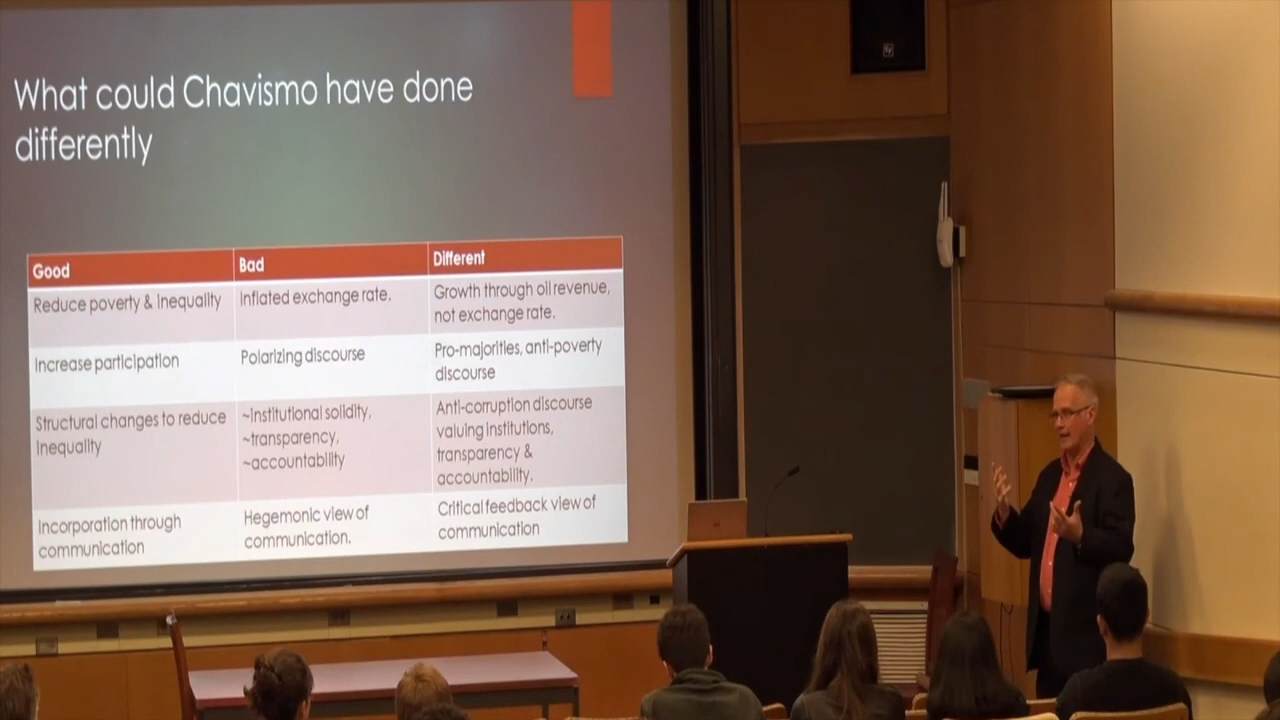 What could Chavismo have done
differently
Good Bad Different
Reduce poverty & Inequality
Inflated exchange rate.
Growth through oil revenue,
not exchange rate.
Increase participation
Polarizing discourse
Pro-majorities, anti-poverty
discourse
Structural changes to reduce
Inequality
~Institutional solidity,
~transparency,
~accountability
Anti-corruption discourse
valuing institutions,
transparency &
accountability.
Incorporation through
communication
Hegemonic view of
communication.
Critical feedback view of
communication